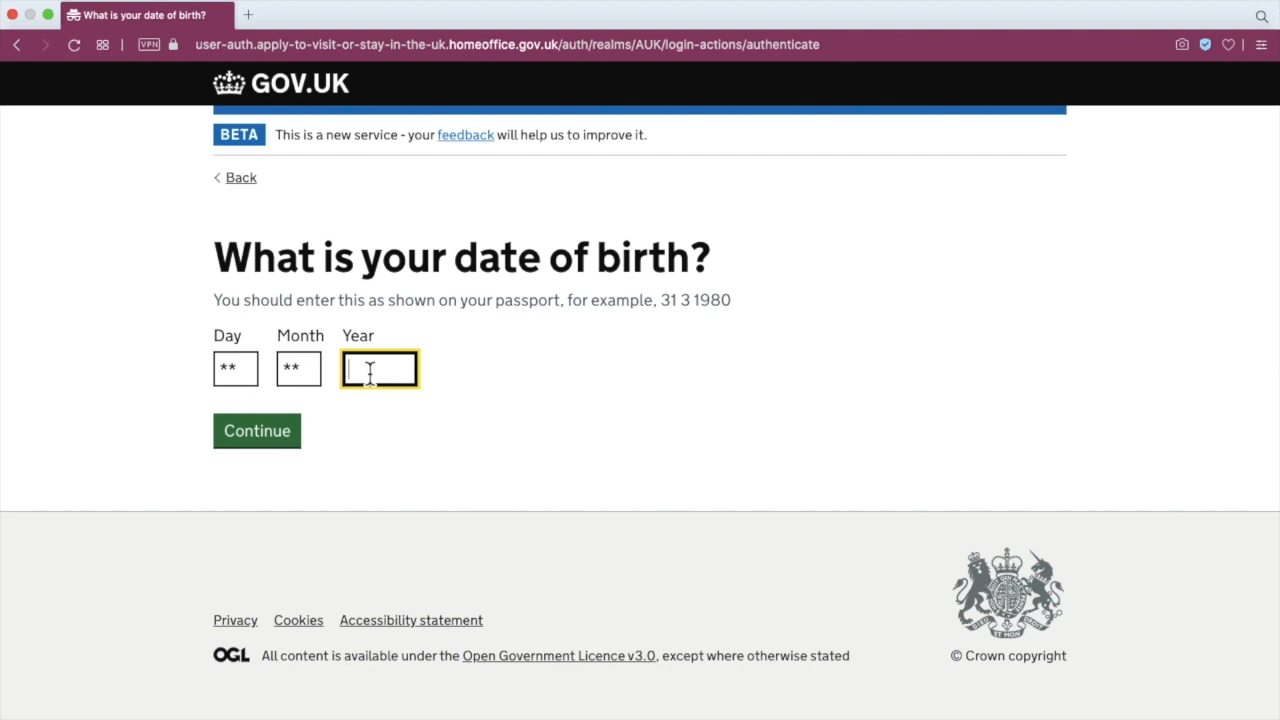 What is your date of birth?
VPN user-auth.apply-to-visit-or-stay-in-the-uk.homeoffice.gov.uk/auth/realms/AUK/login-actions/authenticate
GOV.UK
BETA This is a new service - your feedback will help us to improve it.
Back
What is your date of birth?
You should enter this as shown on your passport, for example, 31 3 1980
Day Month Year
** **
Continue
Privacy Cookies Accessibility statement
OGL All content is available under the Open Government Licence v3.0, except where otherwise stated
© Crown copyright